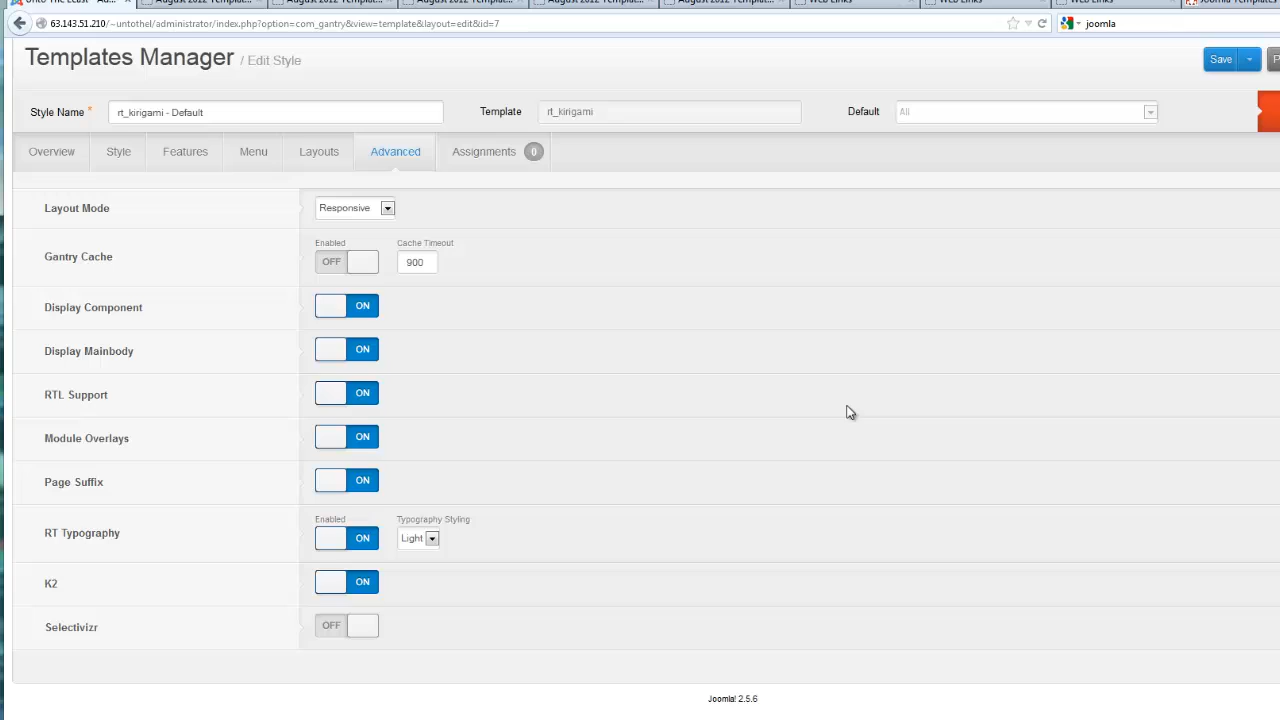 63.143.51.210/~untothel/administrator/index.php?option=com_gantry&view=template&layout=edit&id=7
joomla
Templates Manager / Edit Style
Save
Style Name * rt_kirigami - Default
Template rt_kirigami
Default All
Overview Style Features Menu Layouts Advanced Assignments 0
Layout Mode Responsive
Enabled Cache Timeout
Gantry Cache OFF 900
Display Component ON
Display Mainbody ON
RTL Support ON
Module Overlays ON
Page Suffix ON
Enabled Typography Styling
RT Typography ON Light
K2 ON
Selectivizr OFF
Joomla! 2.5.6